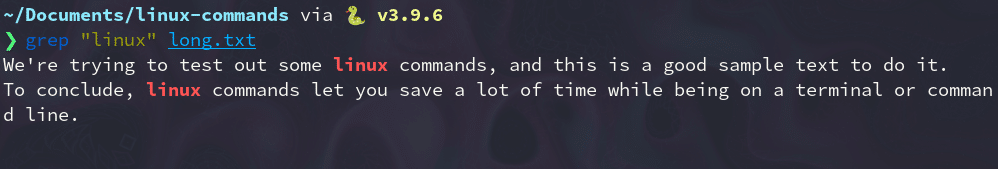 ~/Documents/linux-commands via 🐍 v3.9.6
❯ grep "linux" long.txt
We're trying to test out some linux commands, and this is a good sample text to do it.
To conclude, linux commands let you save a lot of time while being on a terminal or comman
d line.